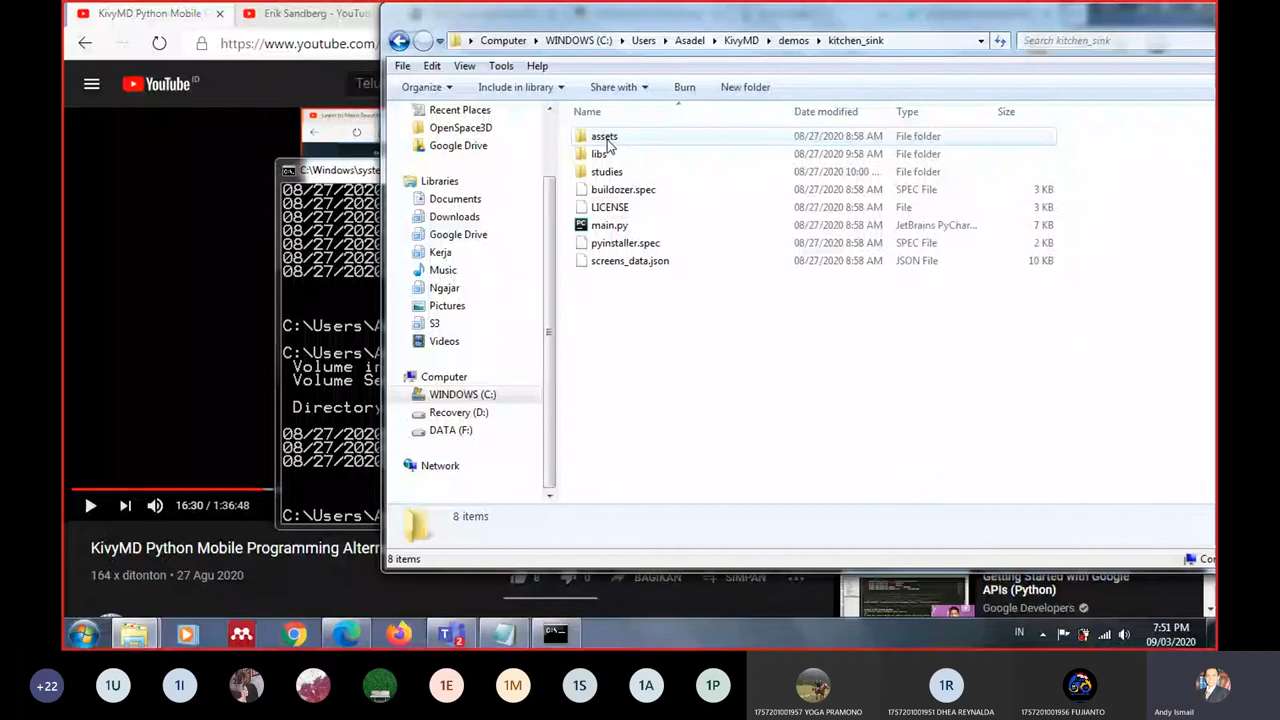 KivyMD Python Mobile
Erik Sandberg - YouTu
https://www.youtube.com/
YouTube ID
Telu
Computer
WINDOWS (C:)
Users
Asadel
KivyMD
demos
kitchen_sink
Search kitchen_sink
File
Edit
View
Tools
Help
Organize
Include in library
Share with
Burn
New folder
Name
Date modified
Type
Size
Recent Places
OpenSpace3D
Google Drive
Libraries
Documents
Downloads
Google Drive
Kerja
Music
Ngajar
Pictures
S3
Videos
Computer
WINDOWS (C:)
Recovery (D:)
DATA (F:)
Network
assets 08/27/2020 8:58 AM File folder
libs 08/27/2020 9:58 AM File folder
studies 08/27/2020 10:00 ... File folder
buildozer.spec 08/27/2020 8:58 AM SPEC File 3 KB
LICENSE 08/27/2020 8:58 AM File 3 KB
main.py 08/27/2020 8:58 AM JetBrains PyChar... 7 KB
pyinstaller.spec 08/27/2020 8:58 AM SPEC File 2 KB
screens_data.json 08/27/2020 8:58 AM JSON File 10 KB
8 items
8 items
Con
C:\Windows\syste
08/27/2020
08/27/2020
08/27/2020
08/27/2020
08/27/2020
08/27/2020
08/27/2020
C:\Users\A
C:\Users\A
Volume in
Volume Se
Directory
08/27/2020
08/27/2020
08/27/2020
C:\Users\A
16:30 / 1:36:48
KivyMD Python Mobile Programming Altern
164 x ditonton • 27 Agu 2020
8
0
BAGIKAN
SIMPAN
Getting Started with Google
APIs (Python)
Google Developers
2
IN
7:51 PM
09/03/2020
+22
1U
1I
1E
1M
1S
1A
1P
1R
1757201001957 YOGA PRAMONO
1757201001951 DHEA REYNALDA
1757201001956 FUJIANTO
Andy Ismail